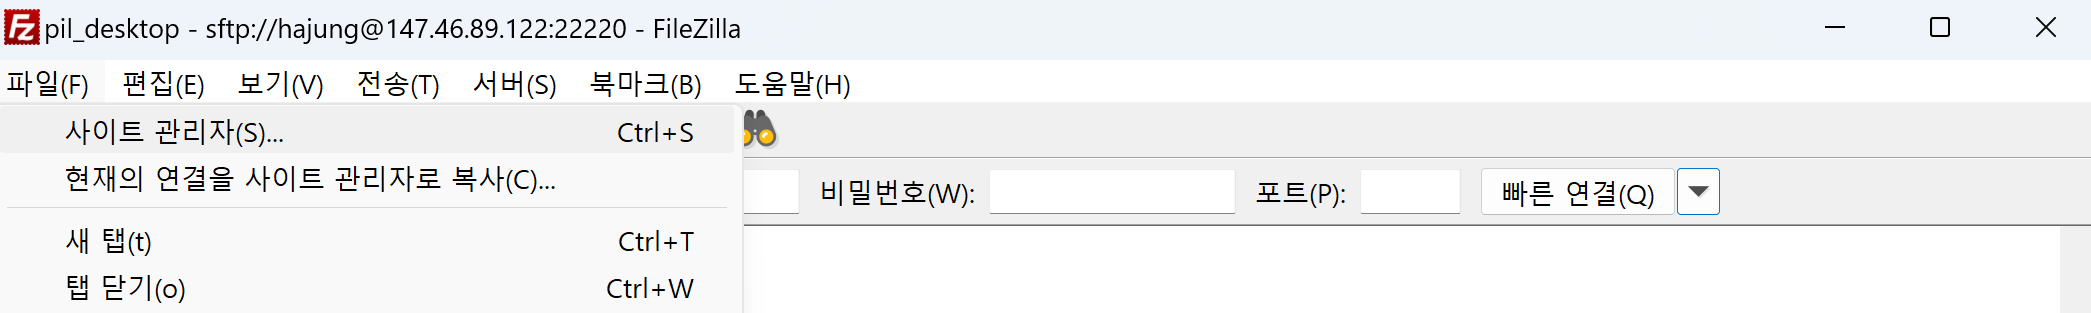 pil_desktop - sftp://hajung@147.46.89.122:22220 - FileZilla
파일(F) 편집(E) 보기(V) 전송(T) 서버(S) 북마크(B) 도움말(H)
사이트 관리자(S)... Ctrl+S
현재의 연결을 사이트 관리자로 복사(C)...
비밀번호(W): 포트(P): 빠른 연결(Q)
새 탭(t) Ctrl+T
탭 닫기(o) Ctrl+W